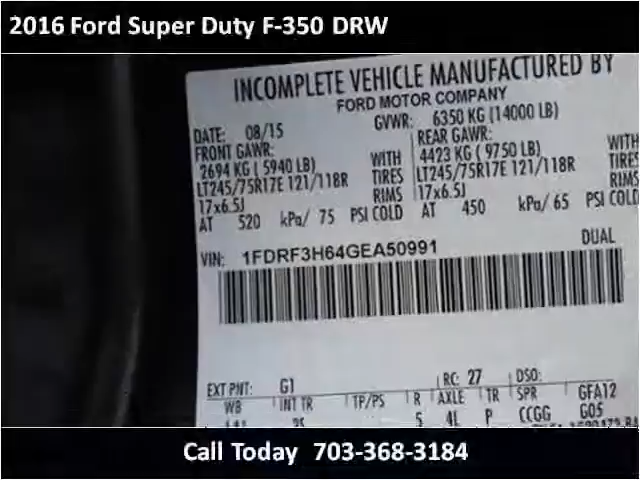 2016 Ford Super Duty F-350 DRW
INCOMPLETE VEHICLE MANUFACTURED BY
FORD MOTOR COMPANY
DATE: 08/15 GVWR: 6350 KG (14000 LB)
FRONT GAWR: REAR GAWR:
2694 KG (5940 LB) WITH 4423 KG (9750 LB) WITH
LT245/75R17E 121/118R TIRES LT245/75R17E 121/118R TIRES
17x6.5J RIMS 17x6.5J RIMS
AT 520 kPa/ 75 PSI COLD AT 450 kPa/ 65 PSI COLD
VIN: 1FDRF3H64GEA50991 DUAL
EXT PNT: G1 RC: 27 DSO:
WB INT TR TP/PS R AXLE TR SPR GFA12
5 4L P CCGG G05
Call Today 703-368-3184